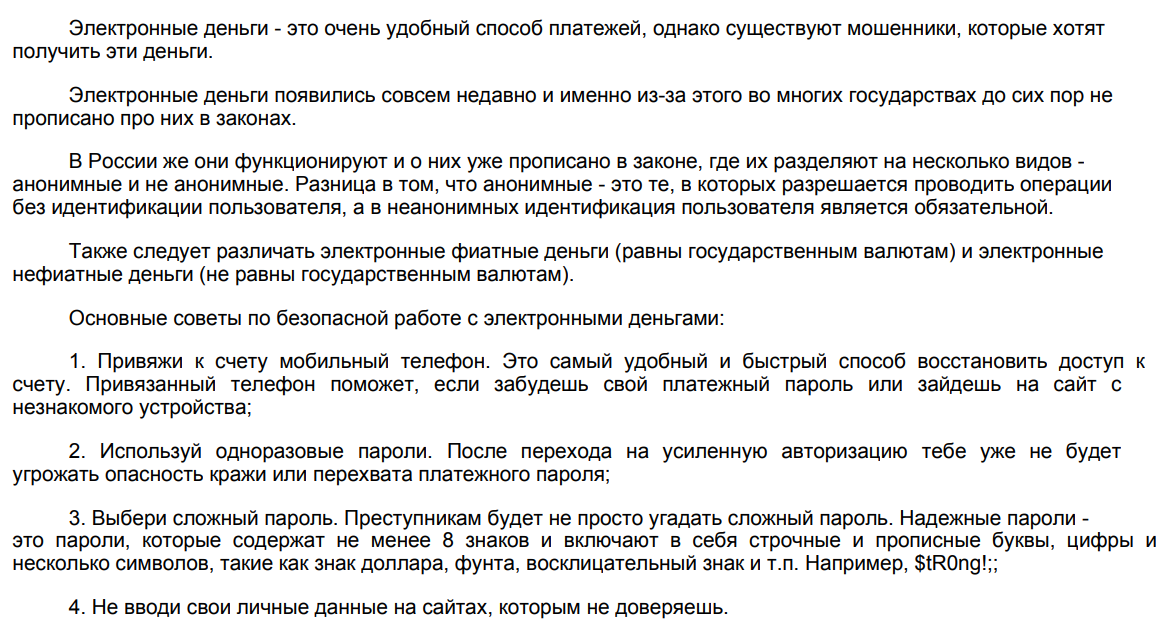 Электронные деньги - это очень удобный способ платежей, однако существуют мошенники, которые хотят
получить эти деньги.
Электронные деньги появились совсем недавно и именно из-за этого во многих государствах до сих пор не
прописано про них в законах.
В России же они функционируют и о них уже прописано в законе, где их разделяют на несколько видов -
анонимные и не анонимные. Разница в том, что анонимные - это те, в которых разрешается проводить операции
без идентификации пользователя, а в неанонимных идентификация пользователя является обязательной.
Также следует различать электронные фиатные деньги (равны государственным валютам) и электронные
нефиатные деньги (не равны государственным валютам).
Основные советы по безопасной работе с электронными деньгами:
1. Привяжи к счету мобильный телефон. Это самый удобный и быстрый способ восстановить доступ к
счету. Привязанный телефон поможет, если забудешь свой платежный пароль или зайдешь на сайт с
незнакомого устройства;
2. Используй одноразовые пароли. После перехода на усиленную авторизацию тебе уже не будет
угрожать опасность кражи или перехвата платежного пароля;
3. Выбери сложный пароль. Преступникам будет не просто угадать сложный пароль. Надежные пароли -
это пароли, которые содержат не менее 8 знаков и включают в себя строчные и прописные буквы, цифры и
несколько символов, такие как знак доллара, фунта, восклицательный знак и т.п. Например, $tR0ng!;;
4. Не вводи свои личные данные на сайтах, которым не доверяешь.